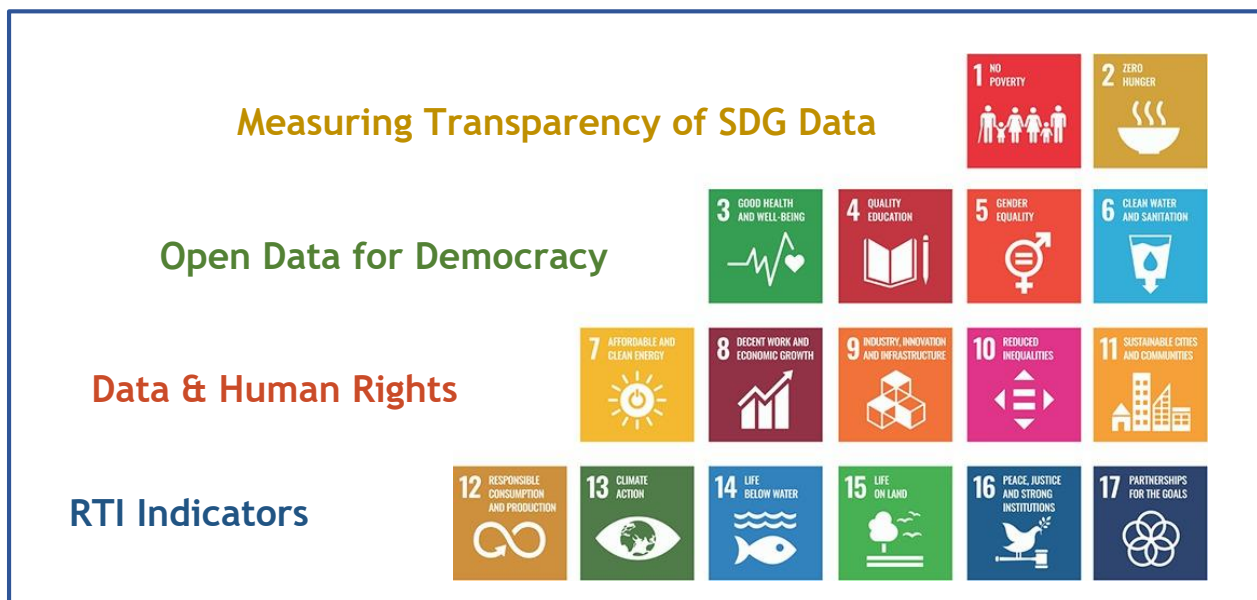 Measuring Transparency of SDG Data
1 NO
POVERTY
2 ZERO
HUNGER
Open Data for Democracy
3 GOOD HEALTH
AND WELL-BEING
4 QUALITY
EDUCATION
5 GENDER
EQUALITY
6 CLEAN WATER
AND SANITATION
Data & Human Rights
7 AFFORDABLE AND
CLEAN ENERGY
8 DECENT WORK AND
ECONOMIC GROWTH
9 INDUSTRY, INNOVATION
AND INFRASTRUCTURE
10 REDUCED
INEQUALITIES
11 SUSTAINABLE CITIES
AND COMMUNITIES
RTI Indicators
12 RESPONSIBLE
CONSUMPTION
AND PRODUCTION
13 CLIMATE
ACTION
14 LIFE
BELOW WATER
15 LIFE
ON LAND
16 PEACE, JUSTICE
AND STRONG
INSTITUTIONS
17 PARTNERSHIPS
FOR THE GOALS